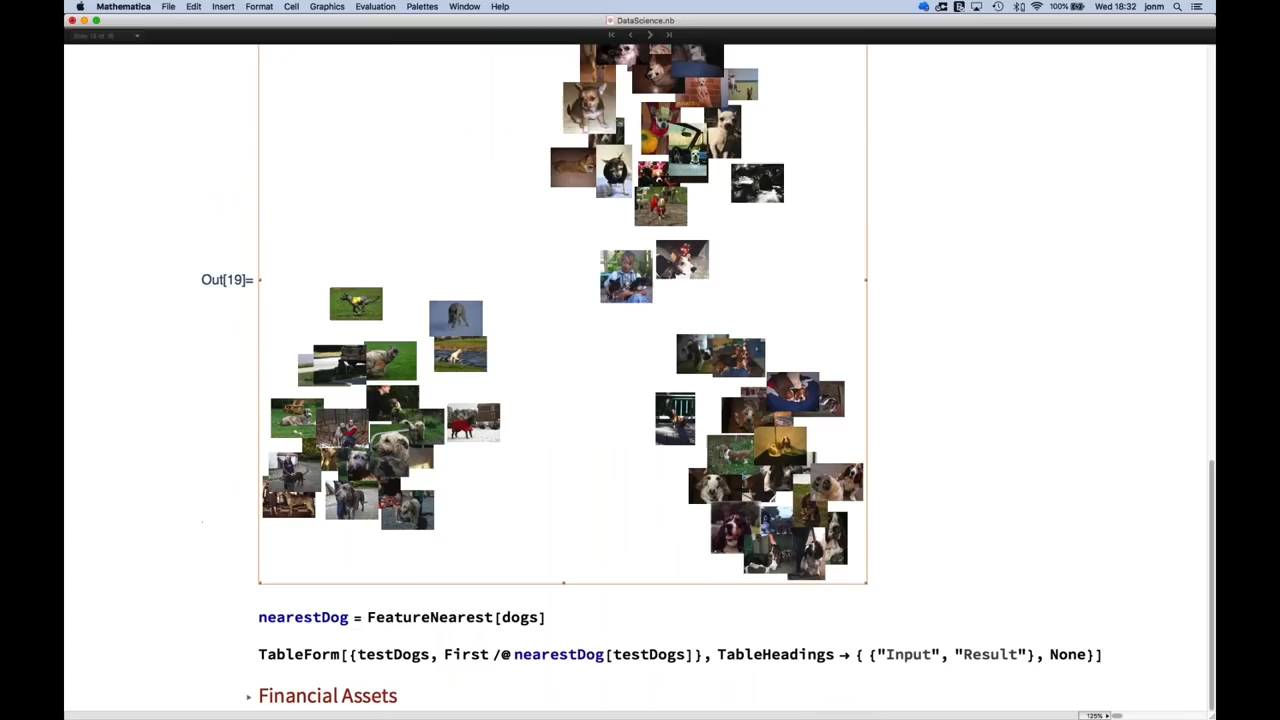 Mathematica File Edit Insert Format Cell Graphics Evaluation Palettes Window Help 100% Wed 18:32 jonm
DataScience.nb
Out[19]=
nearestDog = FeatureNearest[dogs]
TableForm[{testDogs, First /@ nearestDog[testDogs]}, TableHeadings → { {"Input", "Result"}, None}]
Financial Assets
125%